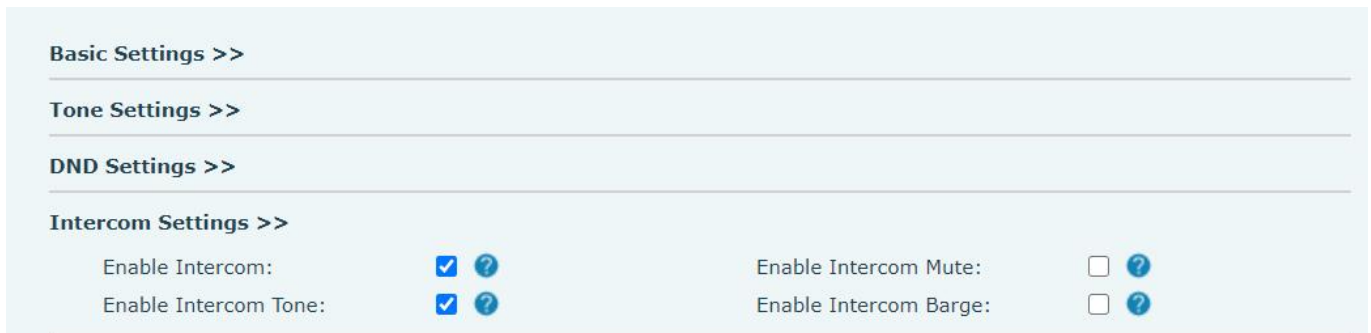 Basic Settings >>
Tone Settings >>
DND Settings >>
Intercom Settings >>
Enable Intercom: ? Enable Intercom Mute: ?
Enable Intercom Tone: ? Enable Intercom Barge: ?